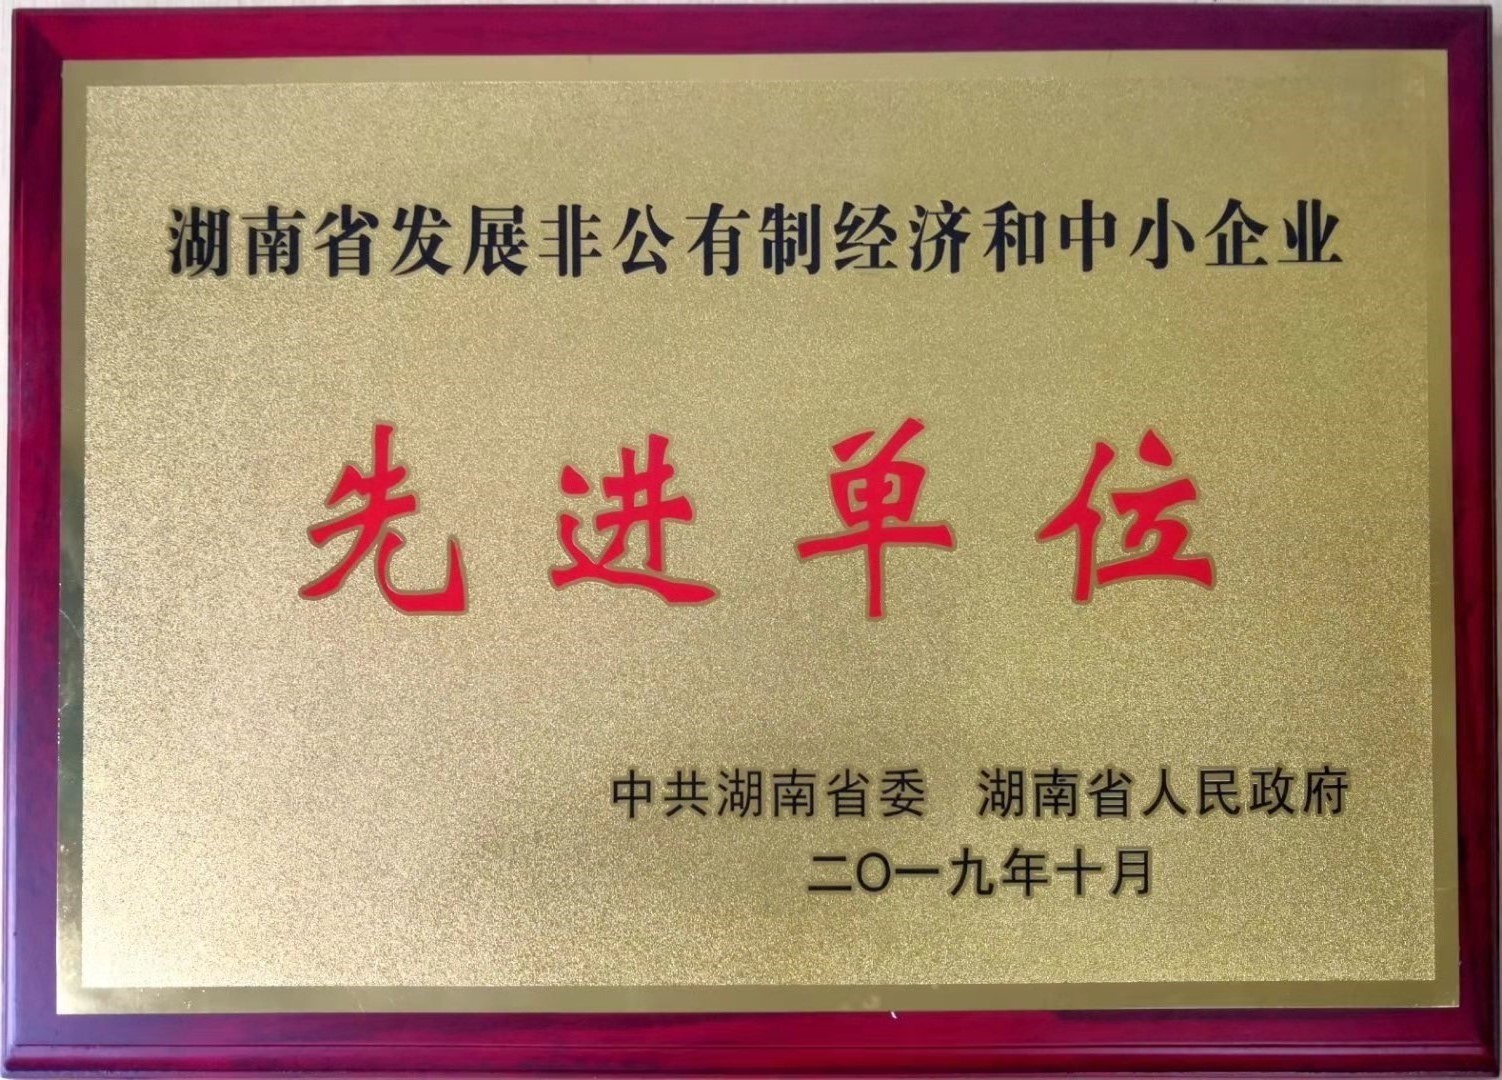 湖南省发展非公有制经济和中小企业
先进单位
中共湖南省委　湖南省人民政府
二〇一九年十月